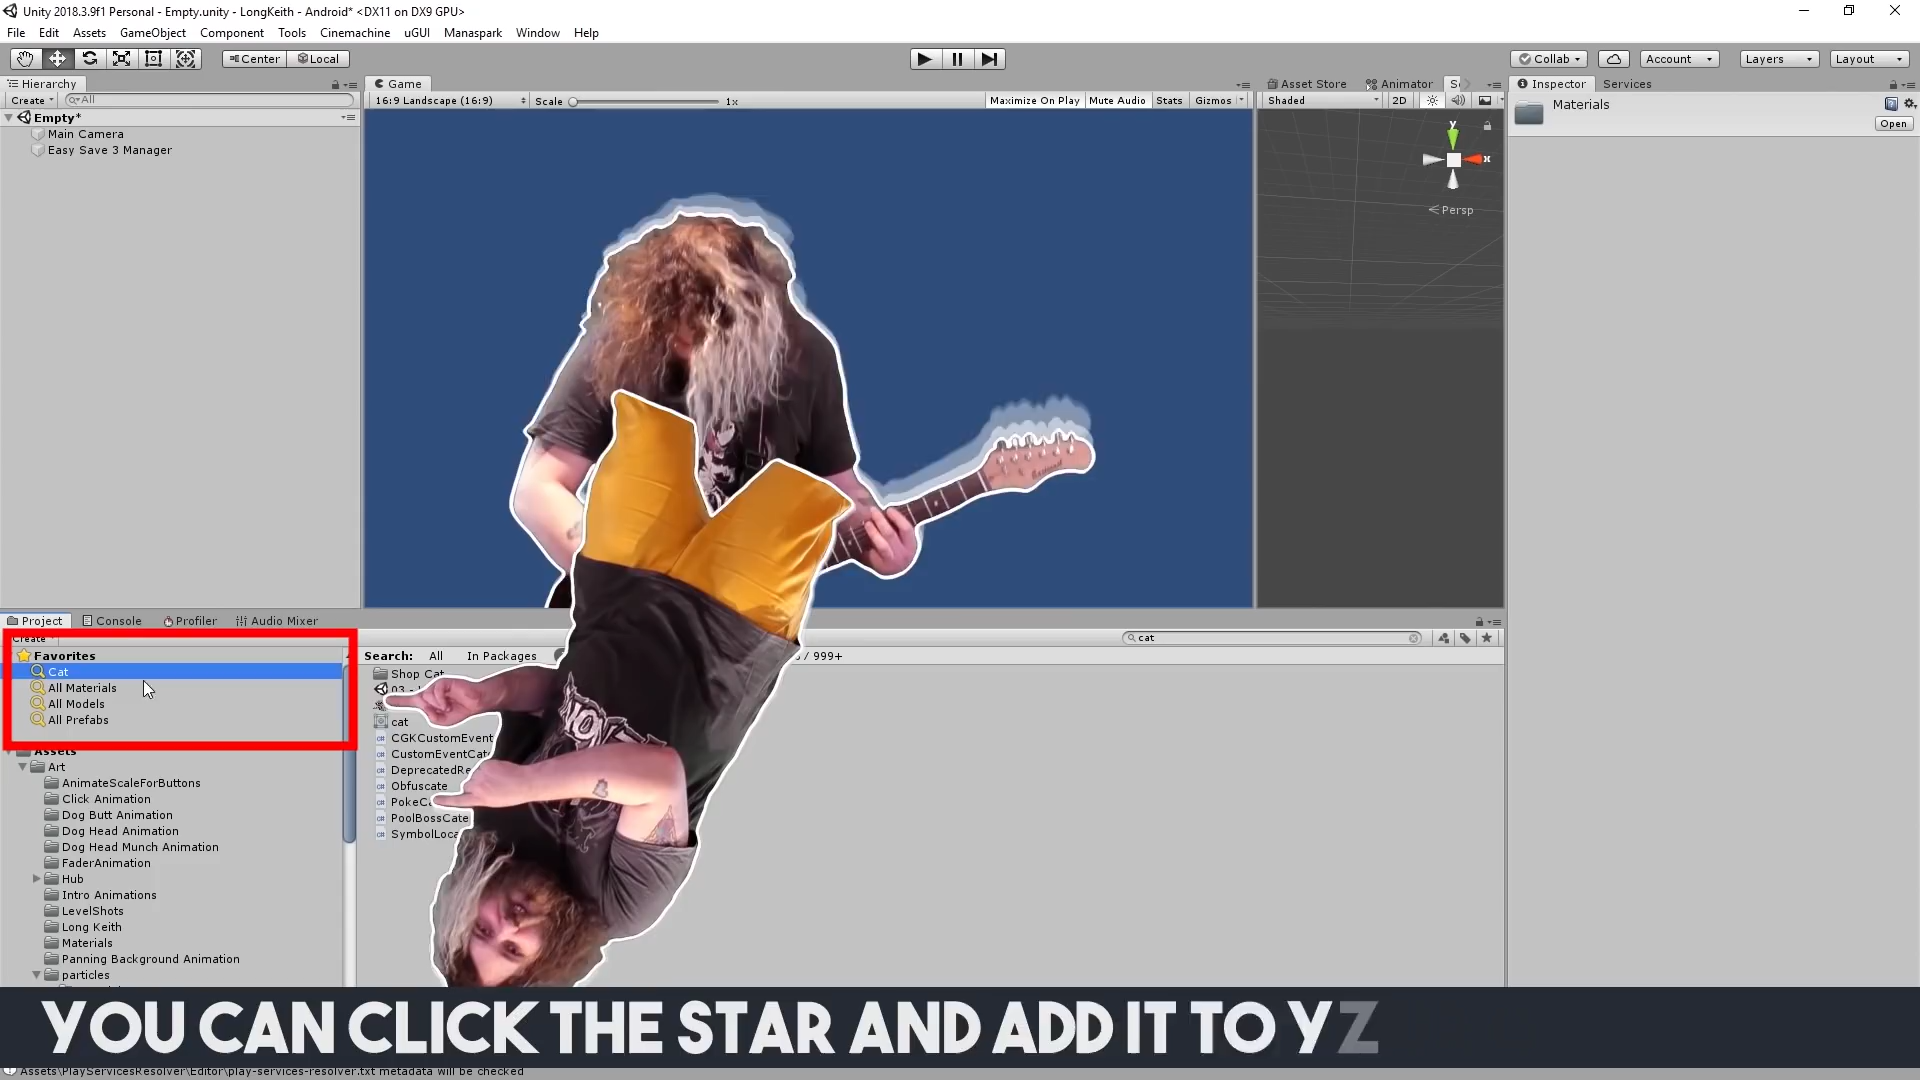 Unity 2018.3.9f1 Personal - Empty.unity - LongKeith - Android* <DX11 on DX9 GPU>
File Edit Assets GameObject Component Tools Cinemachine uGUI Manaspark Window Help
Center Local Collab Account Layers Layout
Hierarchy Game Asset Store Animator Inspector Services
Create All 16:9 Landscape (16:9) Scale 1x Maximize On Play Mute Audio Stats Gizmos Shaded 2D Materials
Open
Empty*
Main Camera
Easy Save 3 Manager
y
x
Persp
Project Console Profiler Audio Mixer
Create cat
Favorites Search: All In Packages / 999+
Cat
All Materials
All Models
All Prefabs
Shop Cat
cat
CGKCustomEvent
CustomEventCat
DeprecatedRe
Obfuscate
PokeC
PoolBossCate
SymbolLoca
Assets
Art
AnimateScaleForButtons
Click Animation
Dog Butt Animation
Dog Head Animation
Dog Head Munch Animation
FaderAnimation
Hub
Intro Animations
LevelShots
Long Keith
Materials
Panning Background Animation
particles
YOU CAN CLICK THE STAR AND ADD IT TO YZ
Assets\PlayServicesResolver\Editor\play-services-resolver.txt metadata will be checked